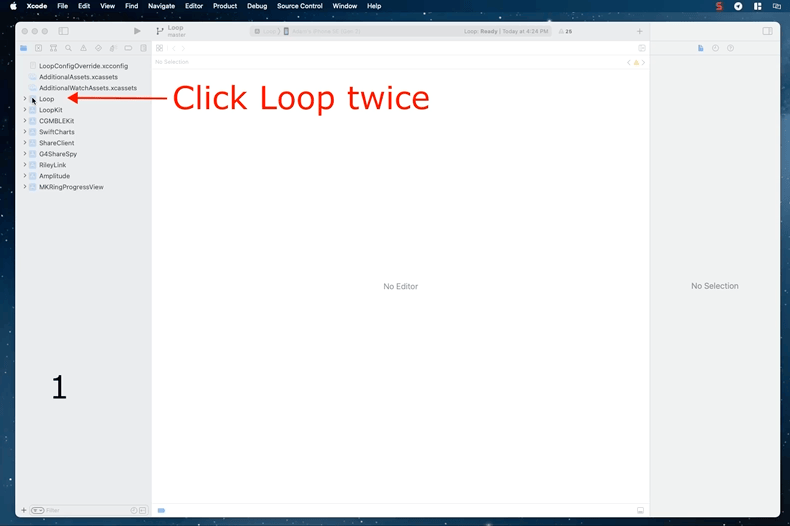 Xcode File Edit View Find Navigate Editor Product Debug Source Control Window Help
Loop
master
Loop: Ready | Today at 4:34 PM
26
No Selection
LoopConfigOverride.xcconfig
AdditionalAssets.xcassets
AdditionalWatchAssets.xcassets
Loop
Click Loop twice
LoopKit
CGMBLEKit
SwiftCharts
ShareClient
G4ShareSpy
RileyLink
Amplitude
MKRingProgressView
No Editor
No Selection
1
Filter